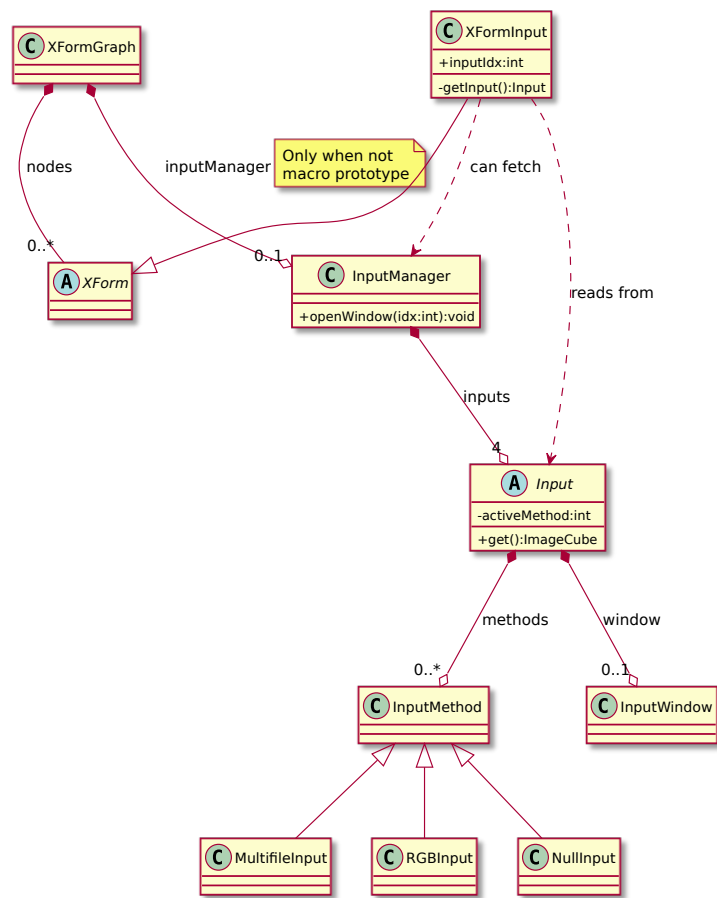 C XFormGraph
C XFormInput
+inputIdx:int
-getInput():Input
nodes
inputManager
Only when not
macro prototype
can fetch
0..*
0..1
A XForm
C InputManager
+openWindow(idx:int):void
reads from
inputs
4
A Input
-activeMethod:int
+get():ImageCube
methods
window
0..*
0..1
C InputMethod
C InputWindow
C MultifileInput
C RGBInput
C NullInput